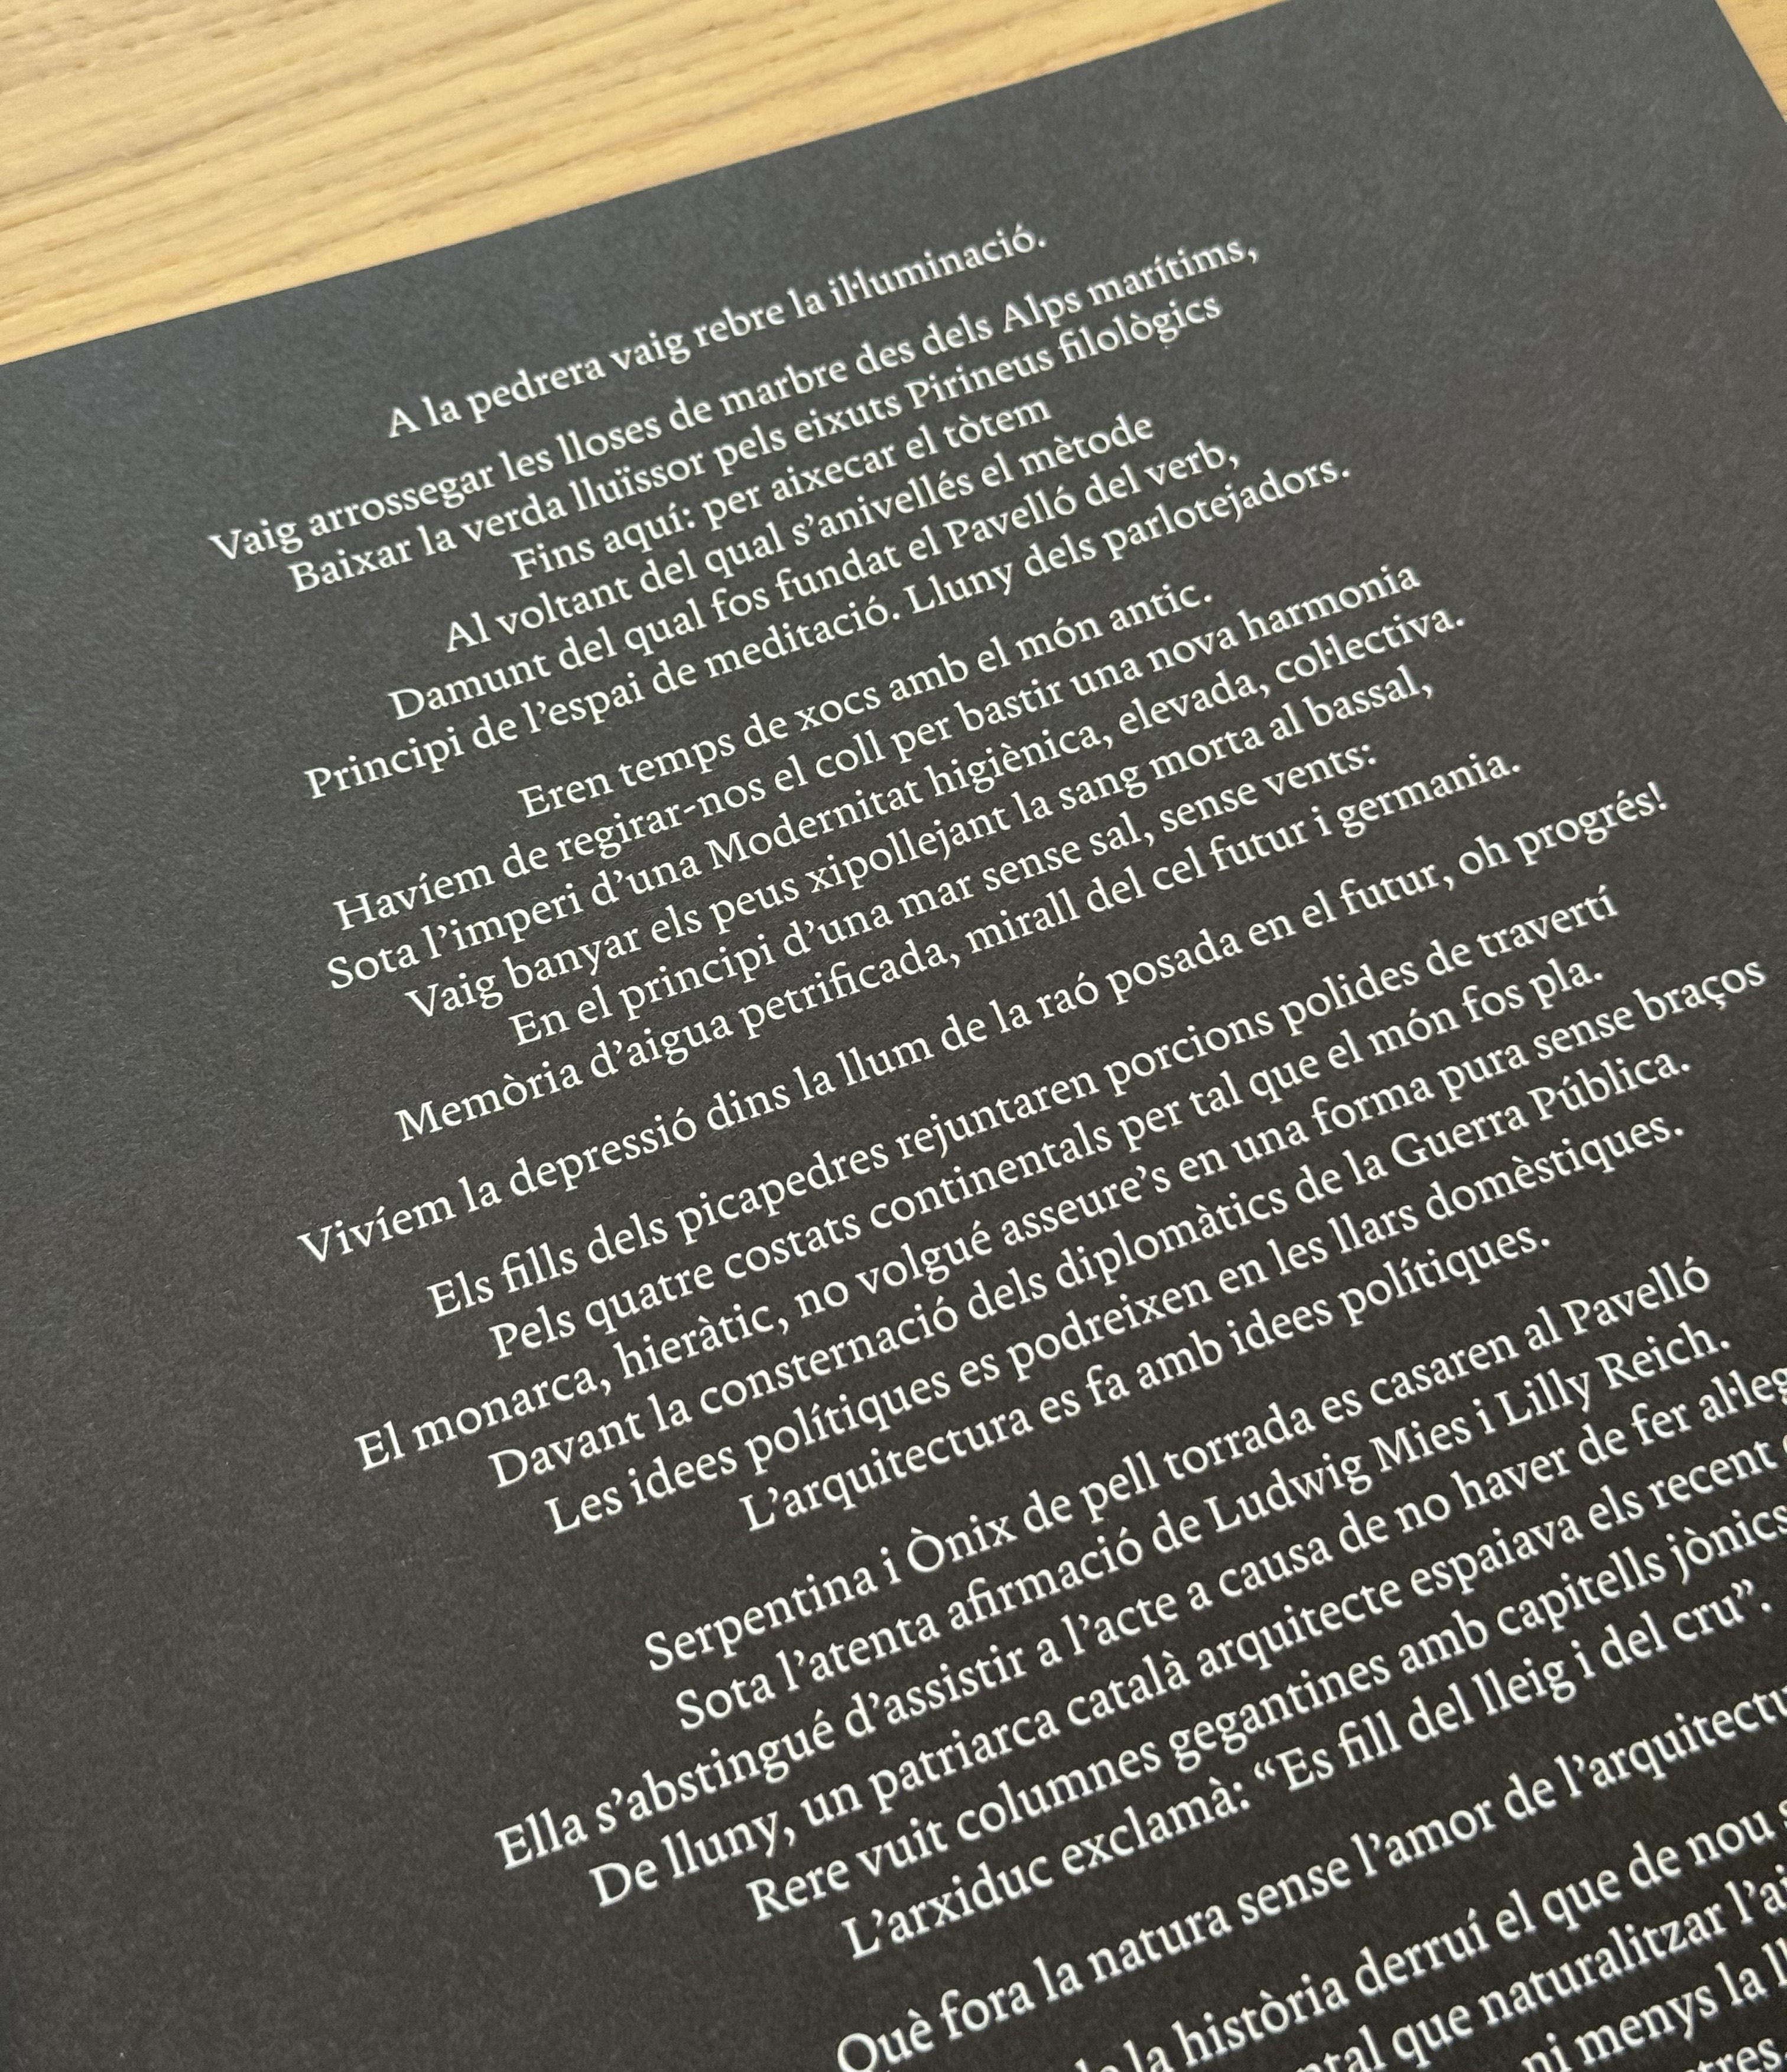 A la pedrera vaig rebre la il·luminació.
Vaig arrossegar les lloses de marbre des dels Alps marítims,
Baixar la verda lluïssor pels eixuts Pirineus filològics
Fins aquí: per aixecar el tòtem
Al voltant del qual s’anivellés el mètode
Damunt del qual fos fundat el Pavelló del verb,
Principi de l’espai de meditació. Lluny dels parlotejadors.
Eren temps de xocs amb el món antic.
Havíem de regirar-nos el coll per bastir una nova harmonia
Sota l’imperi d’una Modernitat higiènica, elevada, col·lectiva.
Vaig banyar els peus xipollejant la sang morta al bassal,
En el principi d’una mar sense sal, sense vents:
Memòria d’aigua petrificada, mirall del cel futur i germania.
Vivíem la depressió dins la llum de la raó posada en el futur, oh progrés!
Els fills dels picapedres rejuntaren porcions polides de travertí
Pels quatre costats continentals per tal que el món fos pla.
El monarca, hieràtic, no volgué asseure’s en una forma pura sense braços
Davant la consternació dels diplomàtics de la Guerra Pública.
Les idees polítiques es podreixen en les llars domèstiques.
L’arquitectura es fa amb idees polítiques.
Serpentina i Ònix de pell torrada es casaren al Pavelló
Sota l’atenta afirmació de Ludwig Mies i Lilly Reich.
Ella s’abstingué d’assistir a l’acte a causa de no haver de fer
De lluny, un patriarca català arquitecte espaiava els recent
Rere vuit columnes gegantines amb capitells jònics
L’arxiduc exclamà: “Es fill del lleig i del cru”.
Què fora la natura sense l’amor de l’arquitectu
la història derruí el que de nou
que naturalitzar
ni menys la